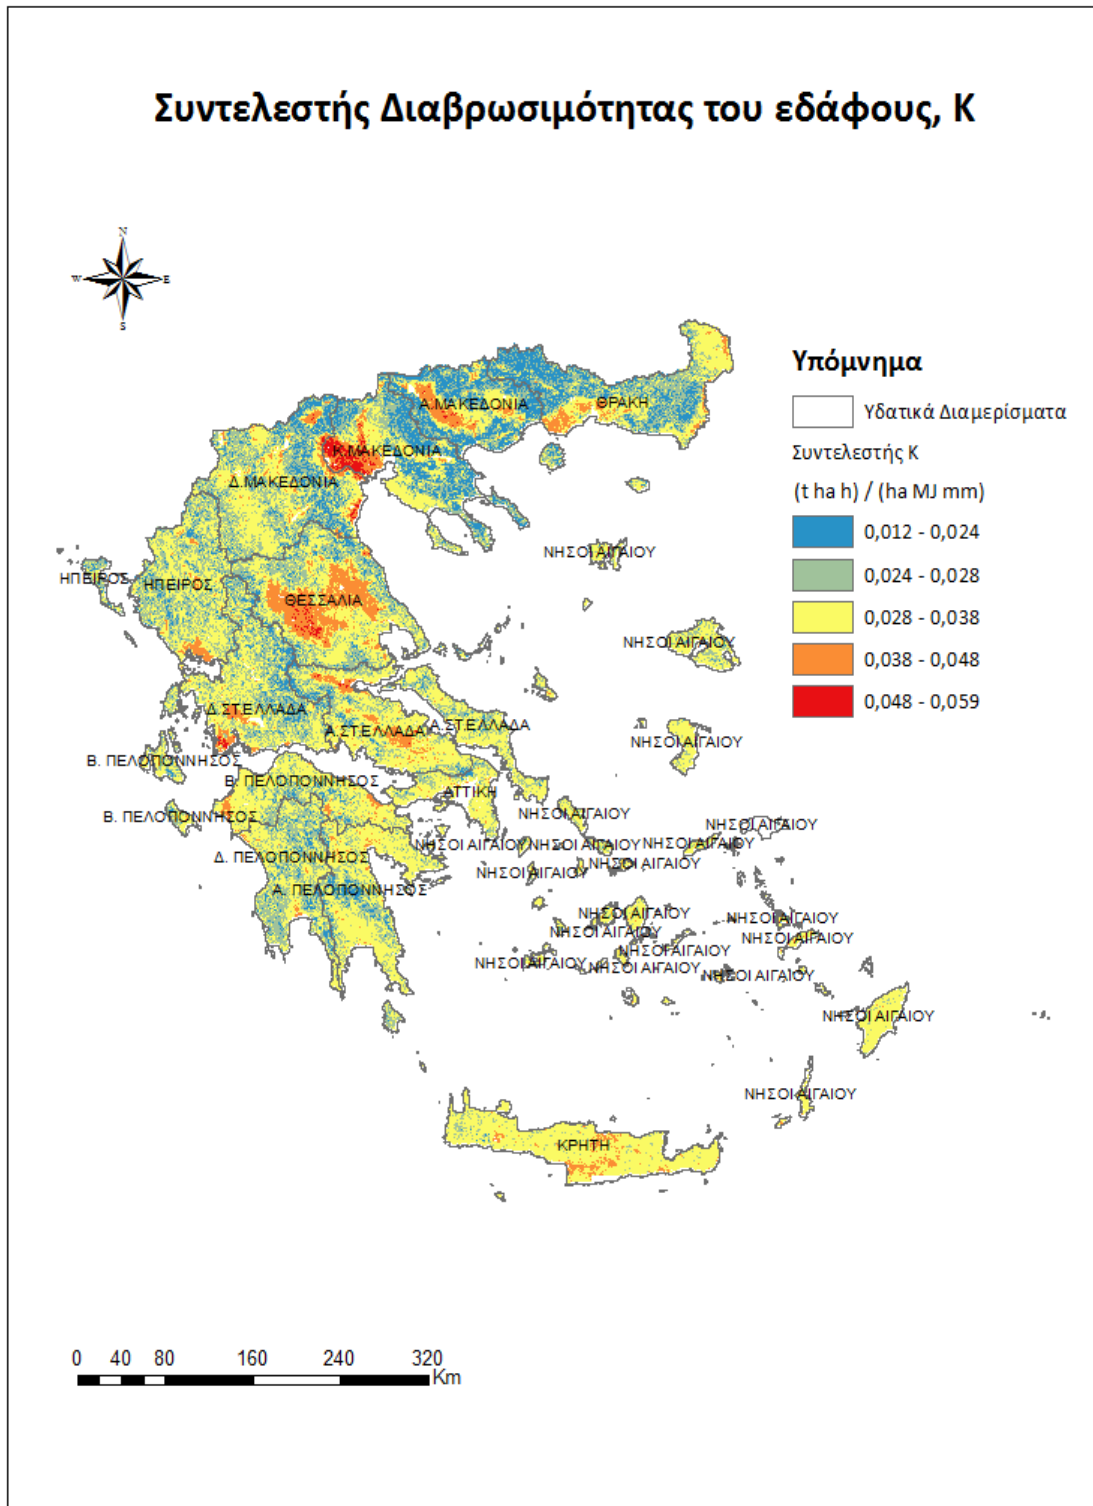 Συντελεστής Διαβρωσιμότητας του εδάφους, Κ
N
W
E
S
Υπόμνημα
Υδατικά Διαμερίσματα
Συντελεστής Κ
(t ha h) / (ha MJ mm)
0,012 - 0,024
0,024 - 0,028
0,028 - 0,038
0,038 - 0,048
0,048 - 0,059
Α.ΜΑΚΕΔΟΝΙΑ
ΘΡΑΚΗ
Κ.ΜΑΚΕΔΟΝΙΑ
Δ.ΜΑΚΕΔΟΝΙΑ
ΝΗΣΟΙ ΑΙΓΑΙΟΥ
ΗΠΕΙΡΟΣ
ΗΠΕΙΡΟΣ
ΘΕΣΣΑΛΙΑ
ΝΗΣΟΙ ΑΙΓΑΙΟΥ
Δ.ΣΤ.ΕΛΛΑΔΑ
Α.ΣΤ.ΕΛΛΑΔΑ
Α.ΣΤ.ΕΛΛΑΔΑ
ΝΗΣΟΙ ΑΙΓΑΙΟΥ
Β. ΠΕΛΟΠΟΝΝΗΣΟΣ
Β. ΠΕΛΟΠΟΝΝΗΣΟΣ
ΑΤΤΙΚΗ
Β. ΠΕΛΟΠΟΝΝΗΣΟΣ
ΝΗΣΟΙ ΑΙΓΑΙΟΥ
ΝΗΣΟΙ ΑΙΓΑΙΟΥ
ΝΗΣΟΙ ΑΙΓΑΙΟΥ
ΝΗΣΟΙ ΑΙΓΑΙΟΥ
ΝΗΣΟΙ ΑΙΓΑΙΟΥ
Δ. ΠΕΛΟΠΟΝΝΗΣΟΣ
ΝΗΣΟΙ ΑΙΓΑΙΟΥ
ΝΗΣΟΙ ΑΙΓΑΙΟΥ
Α. ΠΕΛΟΠΟΝΝΗΣΟΣ
ΝΗΣΟΙ ΑΙΓΑΙΟΥ
ΝΗΣΟΙ ΑΙΓΑΙΟΥ
ΝΗΣΟΙ ΑΙΓΑΙΟΥ
ΝΗΣΟΙ ΑΙΓΑΙΟΥ
ΝΗΣΟΙ ΑΙΓΑΙΟΥ
ΝΗΣΟΙ ΑΙΓΑΙΟΥ
ΝΗΣΟΙ ΑΙΓΑΙΟΥ
ΝΗΣΟΙ ΑΙΓΑΙΟΥ
ΝΗΣΟΙ ΑΙΓΑΙΟΥ
ΝΗΣΟΙ ΑΙΓΑΙΟΥ
ΚΡΗΤΗ
0 40 80 160 240 320
Km